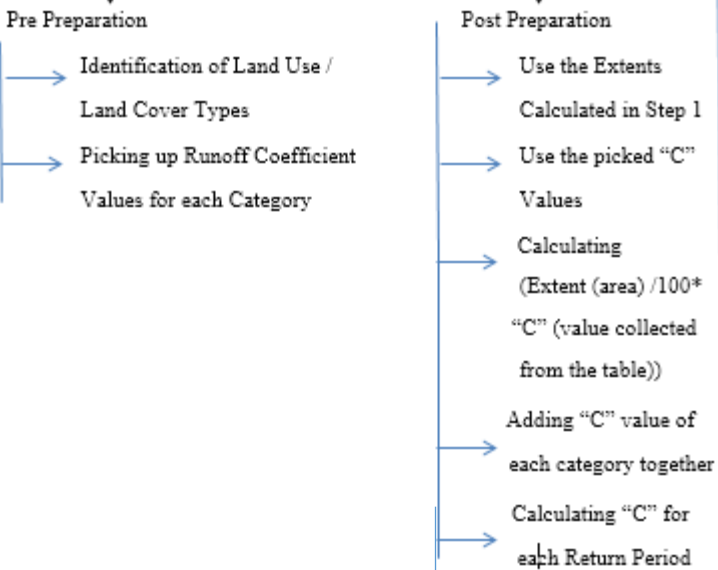 Pre Preparation
Identification of Land Use /
Land Cover Types
Picking up Runoff Coefficient
Values for each Category
Post Preparation
Use the Extents
Calculated in Step 1
Use the picked “C”
Values
Calculating
(Extent (area) /100*
“C” (value collected
from the table))
Adding “C” value of
each category together
Calculating “C” for
each Return Period